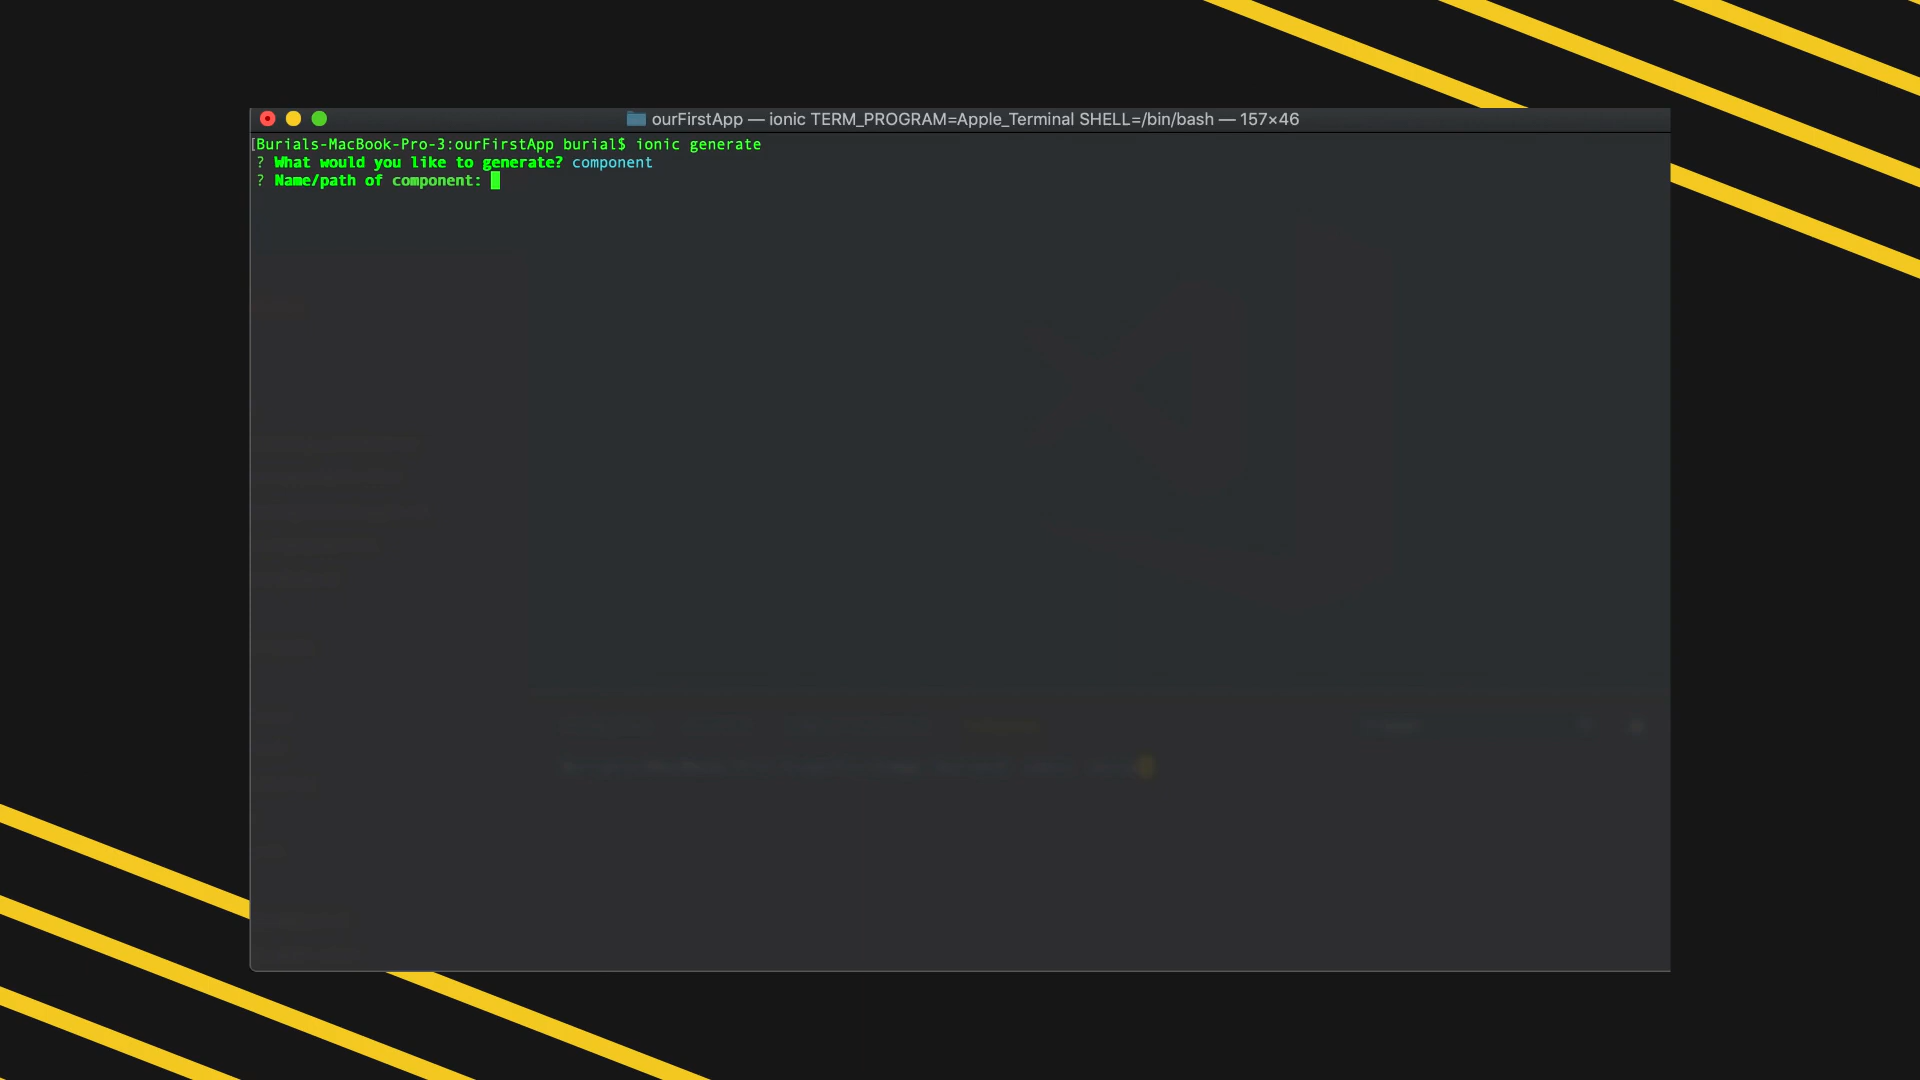 ourFirstApp — ionic TERM_PROGRAM=Apple_Terminal SHELL=/bin/bash — 157×46
[Burials-MacBook-Pro-3:ourFirstApp burial$ ionic generate
? What would you like to generate? component
? Name/path of component: